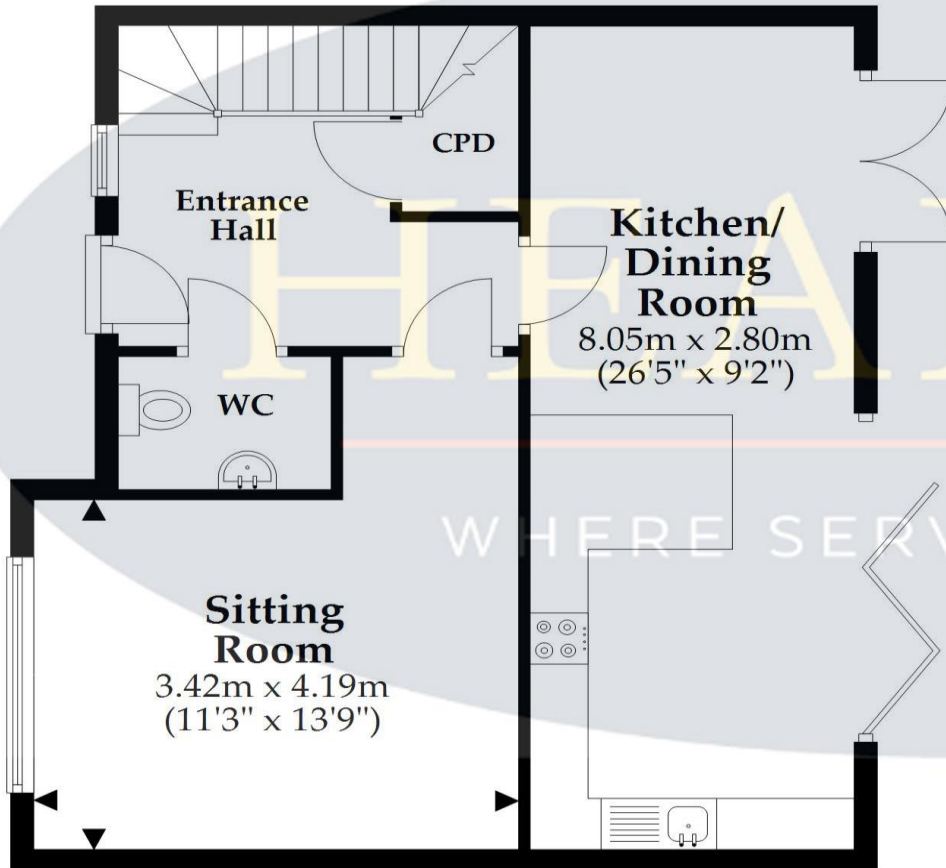 CPD
Entrance
Hall
Kitchen/
Dining
Room
8.05m x 2.80m
(26'5" x 9'2")
WC
Sitting
Room
3.42m x 4.19m
(11'3" x 13'9")
WHERE